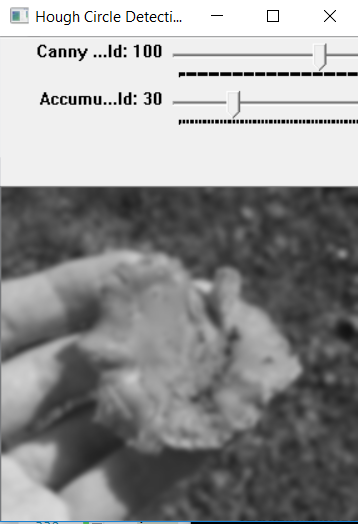 Hough Circle Detecti...
Canny ...ld: 100
Accumu...ld: 30